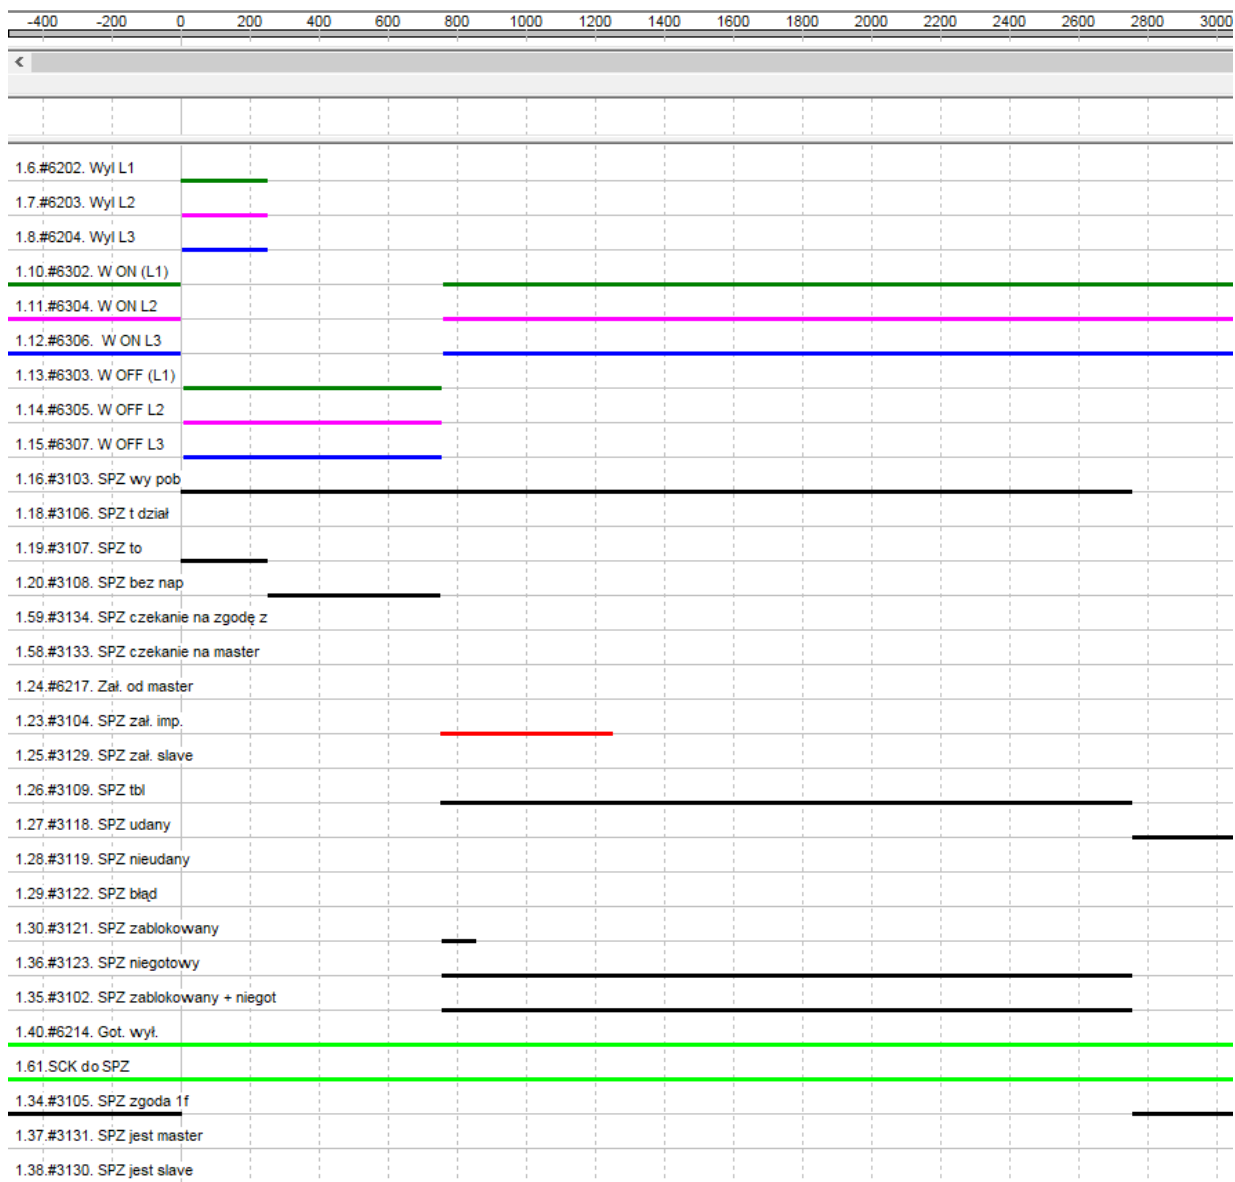 -400 -200 0 200 400 600 800 1000 1200 1400 1600 1800 2000 2200 2400 2600 2800 3000
1.6.#6202. Wyl L1
1.7.#6203. Wyl L2
1.8.#6204. Wyl L3
1.10.#6302. W ON (L1)
1.11.#6304. W ON L2
1.12.#6306. W ON L3
1.13.#6303. W OFF (L1)
1.14.#6305. W OFF L2
1.15.#6307. W OFF L3
1.16.#3103. SPZ wy pob
1.18.#3106. SPZ t dział
1.19.#3107. SPZ to
1.20.#3108. SPZ bez nap
1.59.#3134. SPZ czekanie na zgodę z
1.58.#3133. SPZ czekanie na master
1.24.#6217. Zał. od master
1.23.#3104. SPZ zał. imp.
1.25.#3129. SPZ zał. slave
1.26.#3109. SPZ tbl
1.27.#3118. SPZ udany
1.28.#3119. SPZ nieudany
1.29.#3122. SPZ błąd
1.30.#3121. SPZ zablokowany
1.36.#3123. SPZ niegotowy
1.35.#3102. SPZ zablokowany + niegot
1.40.#6214. Got. wył.
1.61.SCK do SPZ
1.34.#3105. SPZ zgoda 1f
1.37.#3131. SPZ jest master
1.38.#3130. SPZ jest slave